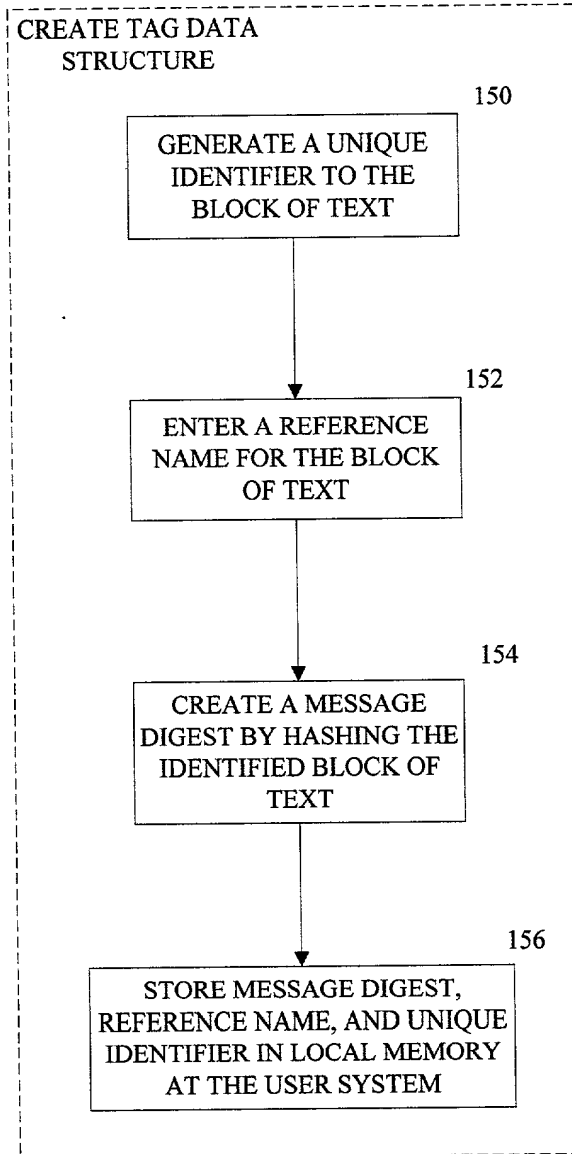 CREATE TAG DATA
STRUCTURE
150
GENERATE A UNIQUE
IDENTIFIER TO THE
BLOCK OF TEXT
152
ENTER A REFERENCE
NAME FOR THE BLOCK
OF TEXT
154
CREATE A MESSAGE
DIGEST BY HASHING THE
IDENTIFIED BLOCK OF
TEXT
156
STORE MESSAGE DIGEST,
REFERENCE NAME, AND UNIQUE
IDENTIFIER IN LOCAL MEMORY
AT THE USER SYSTEM